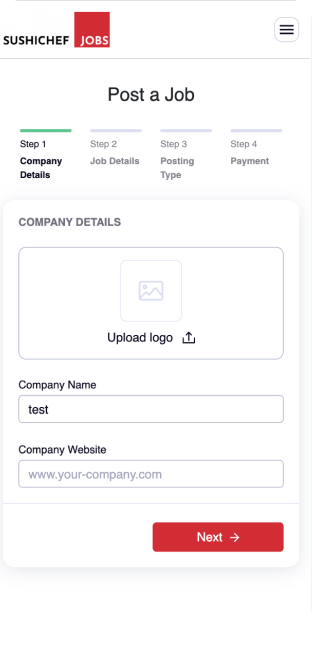 SUSHICHEF JOBS
Post a Job
Step 1 Step 2 Step 3 Step 4
Company Details
Job Details
Posting Type
Payment
COMPANY DETAILS
Upload logo
Company Name
test
Company Website
www.your-company.com
Next